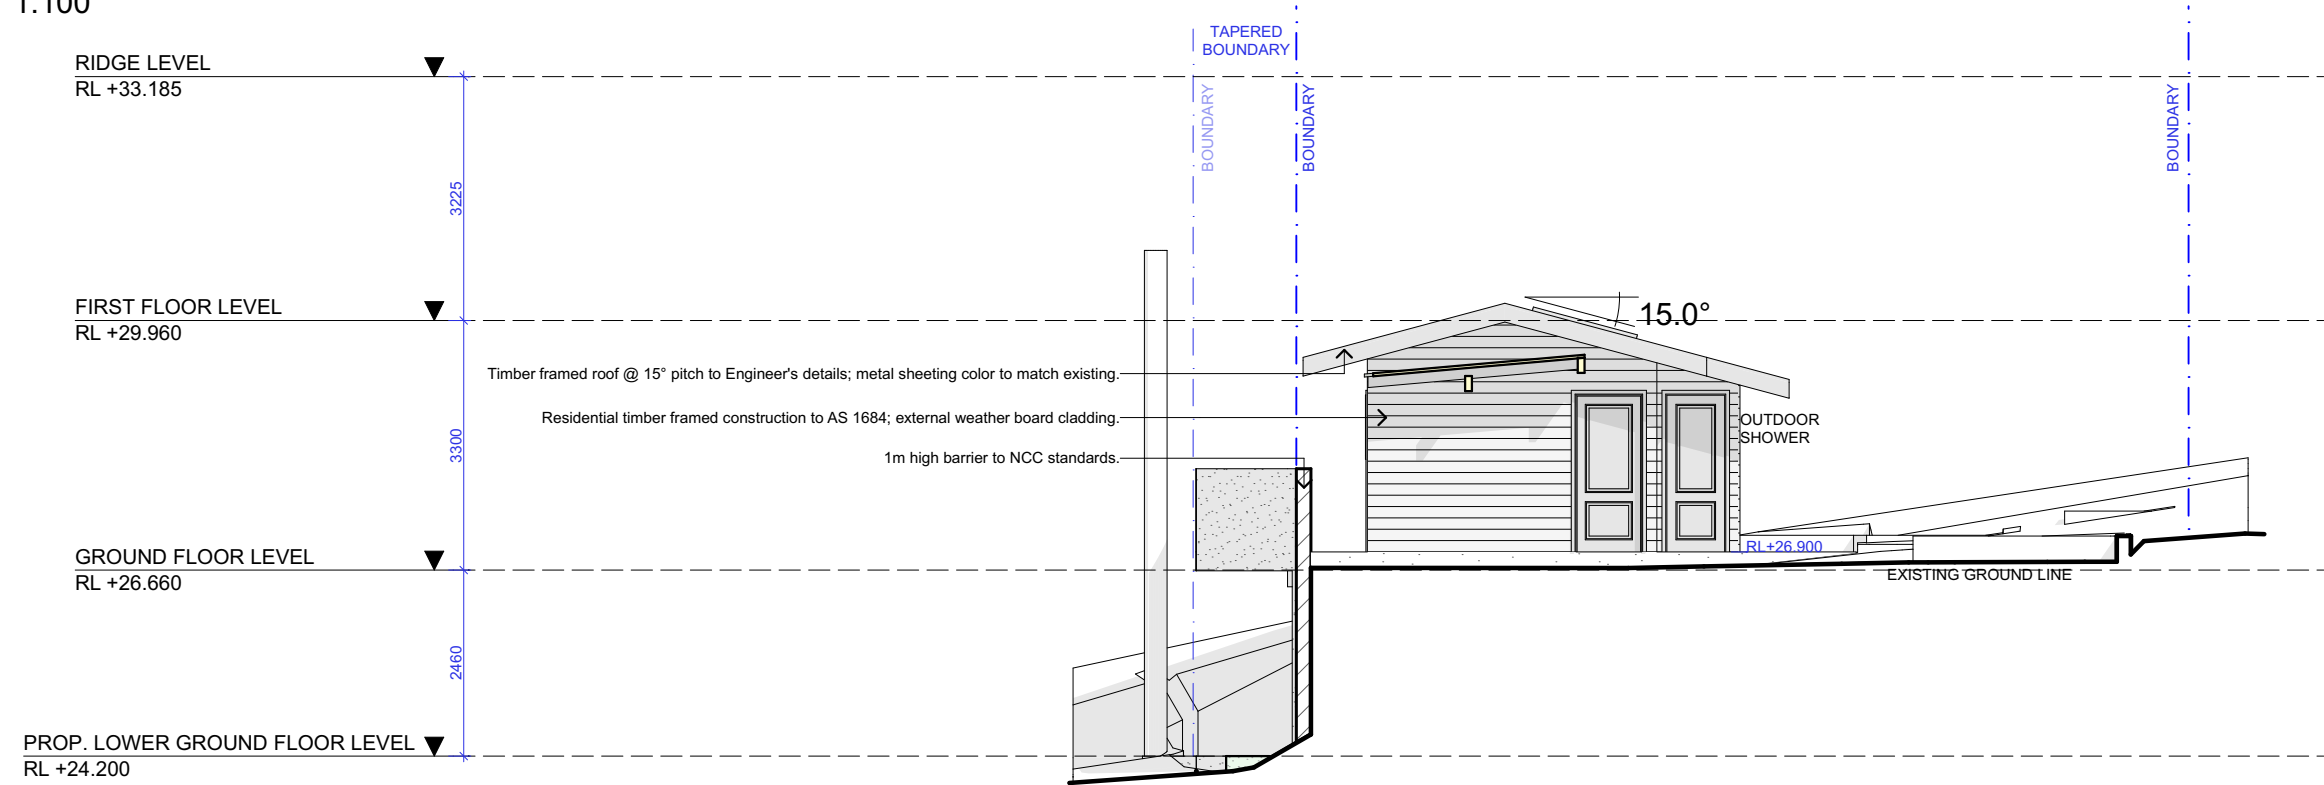 1:100
TAPERED
BOUNDARY
RIDGE LEVEL
RL +33.185
BOUNDARY
BOUNDARY
BOUNDARY
3225
FIRST FLOOR LEVEL
RL +29.960
15.0°
Timber framed roof @ 15° pitch to Engineer's details; metal sheeting color to match existing.
Residential timber framed construction to AS 1684; external weather board cladding.
OUTDOOR
SHOWER
3300
1m high barrier to NCC standards.
GROUND FLOOR LEVEL
RL +26.660
RL+26.900
EXISTING GROUND LINE
2460
PROP. LOWER GROUND FLOOR LEVEL
RL +24.200